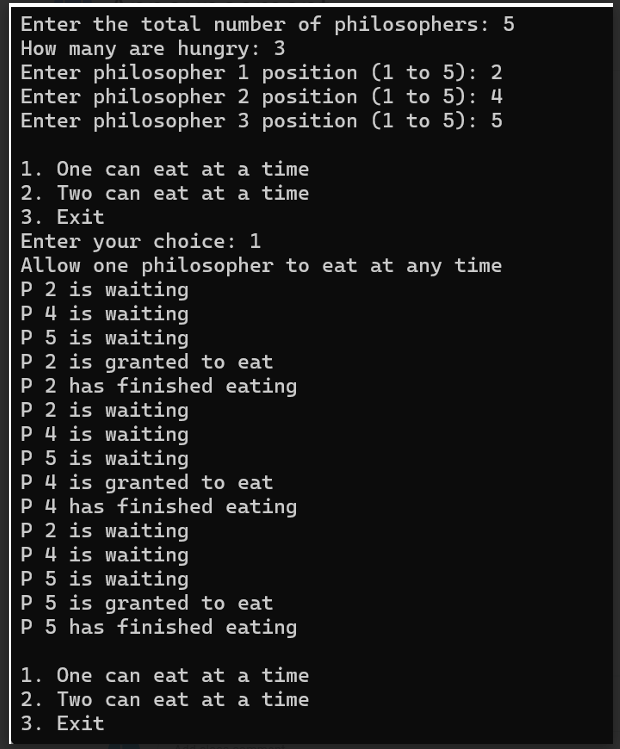 Enter the total number of philosophers: 5
How many are hungry: 3
Enter philosopher 1 position (1 to 5): 2
Enter philosopher 2 position (1 to 5): 4
Enter philosopher 3 position (1 to 5): 5

1. One can eat at a time
2. Two can eat at a time
3. Exit
Enter your choice: 1
Allow one philosopher to eat at any time
P 2 is waiting
P 4 is waiting
P 5 is waiting
P 2 is granted to eat
P 2 has finished eating
P 2 is waiting
P 4 is waiting
P 5 is waiting
P 4 is granted to eat
P 4 has finished eating
P 2 is waiting
P 4 is waiting
P 5 is waiting
P 5 is granted to eat
P 5 has finished eating

1. One can eat at a time
2. Two can eat at a time
3. Exit